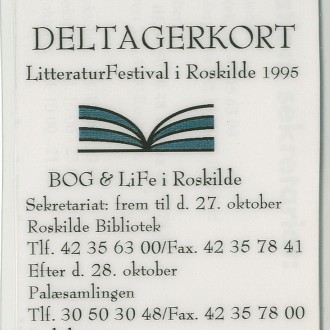 DELTAGERKORT
LitteraturFestival i Roskilde 1995
BOG & LiFe i Roskilde
Sekretariat: frem til d. 27. oktober
Roskilde Bibliotek
Tlf. 42 35 63 00/Fax. 42 35 78 41
Efter d. 28. oktober
Palæsamlingen
Tlf. 30 50 30 48/Fax. 42 35 78 00